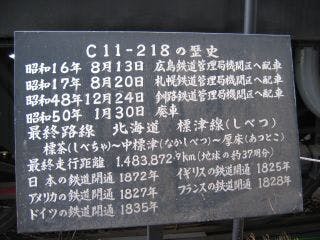 C11-218の歴史
昭和16年 8月13日 広島鉄道管理局機関区へ配車
昭和17年 8月20日 札幌鉄道管理局機関区へ配車
昭和48年12月24日 釧路鉄道管理局機関区へ配車
昭和50年 1月30日 廃車
最終路線 北海道 標津線(しべつ)
標茶(しべちゃ)〜中標津(なかしべつ)〜厚床(あつとこ)
最終走行距離 1.483,872.9km(地球の約37周分)
日本の鉄道開通 1872年 イギリスの鉄道開通 1825年
アメリカの鉄道開通 1827年 フランスの鉄道開通 1828年
ドイツの鉄道開通 1835年